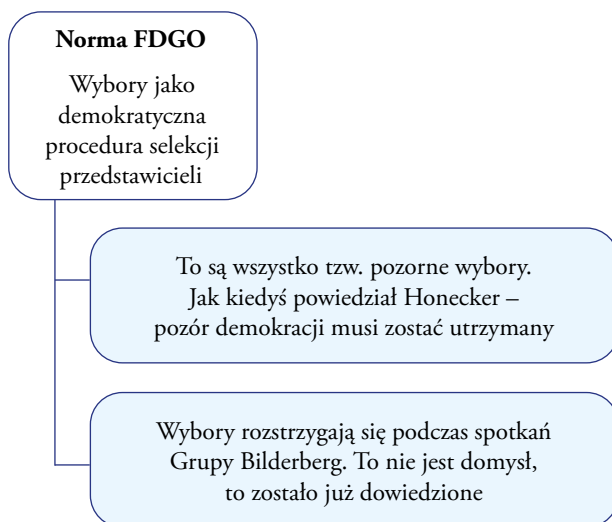 Norma FDGO
Wybory jako
demokratyczna
procedura selekcji
przedstawicieli
To są wszystko tzw. pozorne wybory.
Jak kiedyś powiedział Honecker –
pozór demokracji musi zostać utrzymany
Wybory rozstrzygają się podczas spotkań
Grupy Bilderberg. To nie jest domysł,
to zostało już dowiedzione